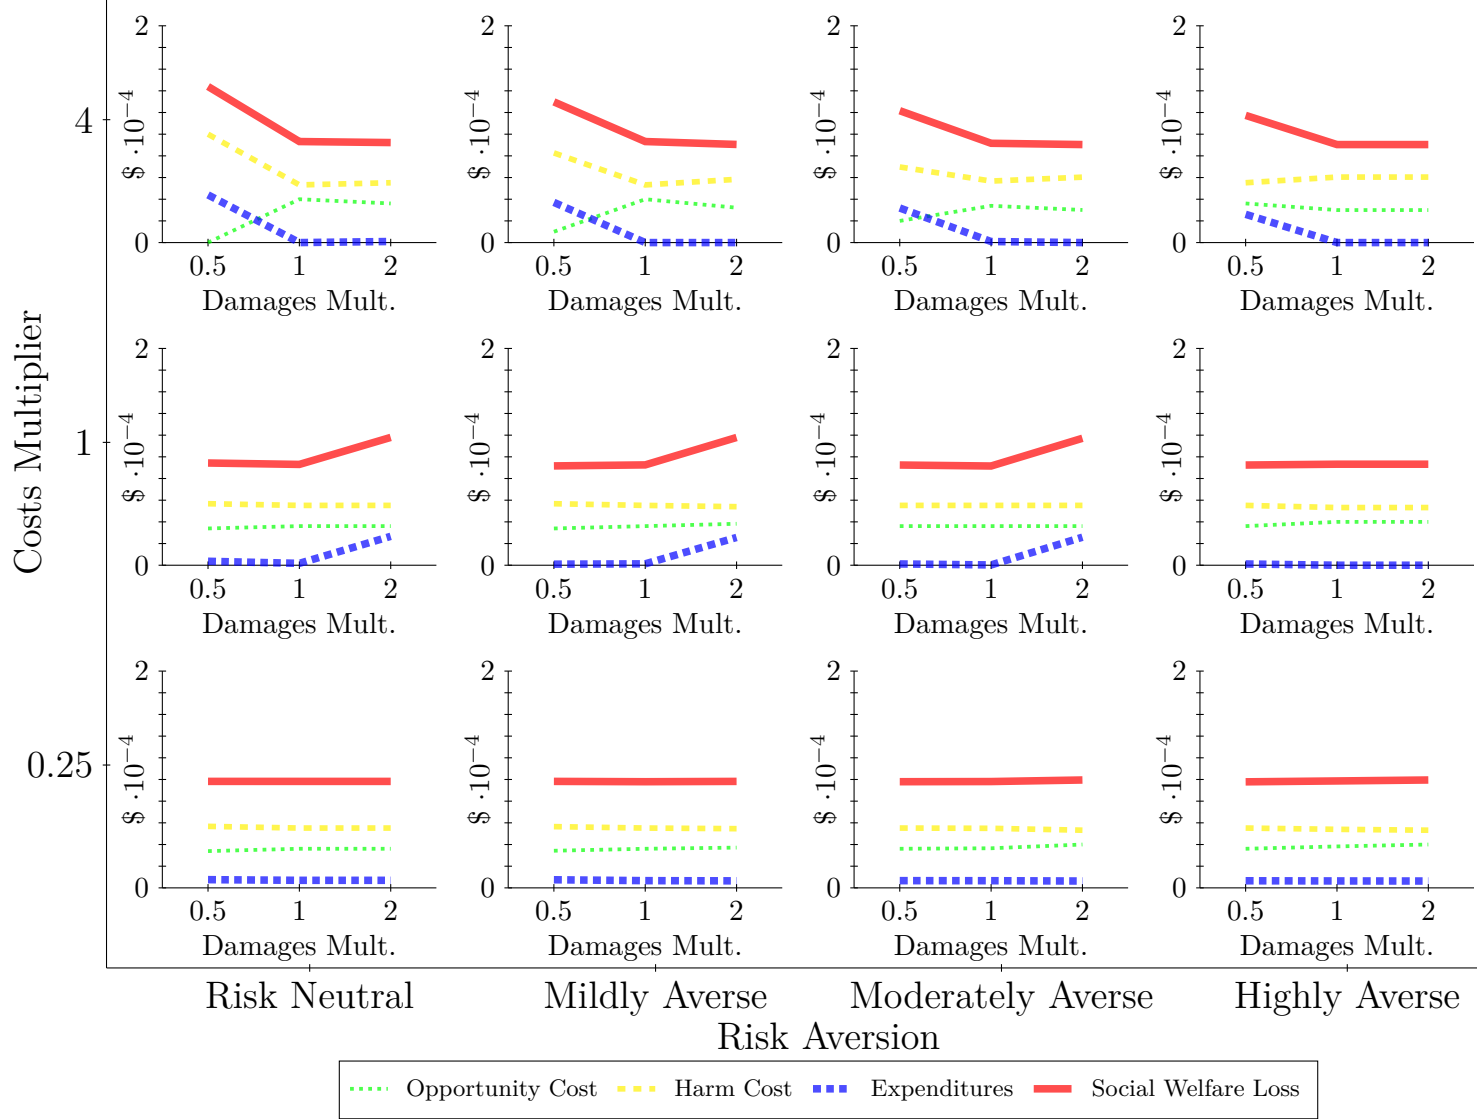 Costs Multiplier
4
2
$ ·10⁻⁴
0
0.5 1 2
Damages Mult.
2
$ ·10⁻⁴
0
0.5 1 2
Damages Mult.
2
$ ·10⁻⁴
0
0.5 1 2
Damages Mult.
2
$ ·10⁻⁴
0
0.5 1 2
Damages Mult.
1
2
$ ·10⁻⁴
0
0.5 1 2
Damages Mult.
2
$ ·10⁻⁴
0
0.5 1 2
Damages Mult.
2
$ ·10⁻⁴
0
0.5 1 2
Damages Mult.
2
$ ·10⁻⁴
0
0.5 1 2
Damages Mult.
0.25
2
$ ·10⁻⁴
0
0.5 1 2
Damages Mult.
2
$ ·10⁻⁴
0
0.5 1 2
Damages Mult.
2
$ ·10⁻⁴
0
0.5 1 2
Damages Mult.
2
$ ·10⁻⁴
0
0.5 1 2
Damages Mult.
Risk Neutral
Mildly Averse
Moderately Averse
Highly Averse
Risk Aversion
Opportunity Cost Harm Cost Expenditures Social Welfare Loss